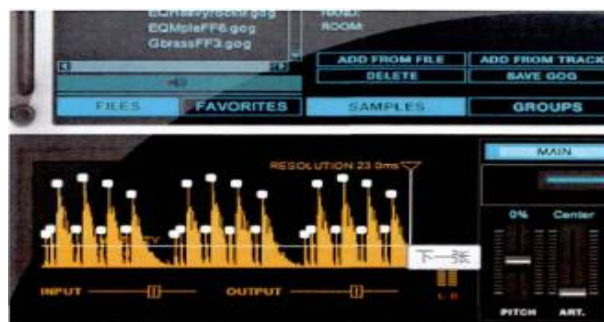 EQMpleFF6.gog
GbrassFF3.gog
ROOM:
ADD FROM FILE
ADD FROM TRACK
DELETE
SAVE GOG
FILES
FAVORITES
SAMPLES
GROUPS
RESOLUTION 23.0ms
MAIN
0%
Center
下一张
INPUT
OUTPUT
L R
PITCH
ART.